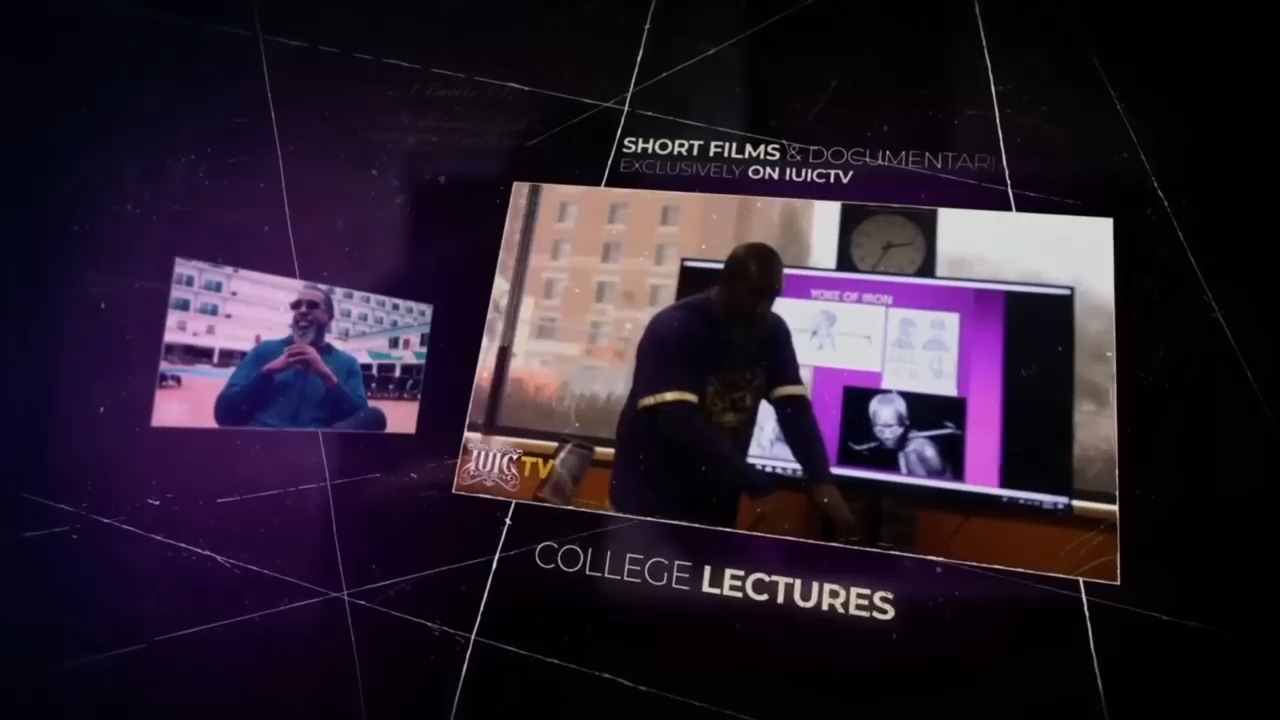 SHORT FILMS & DOCUMENTARI
EXCLUSIVELY ON IUICTV
YOKE OF IRON
IUIC TV
COLLEGE LECTURES